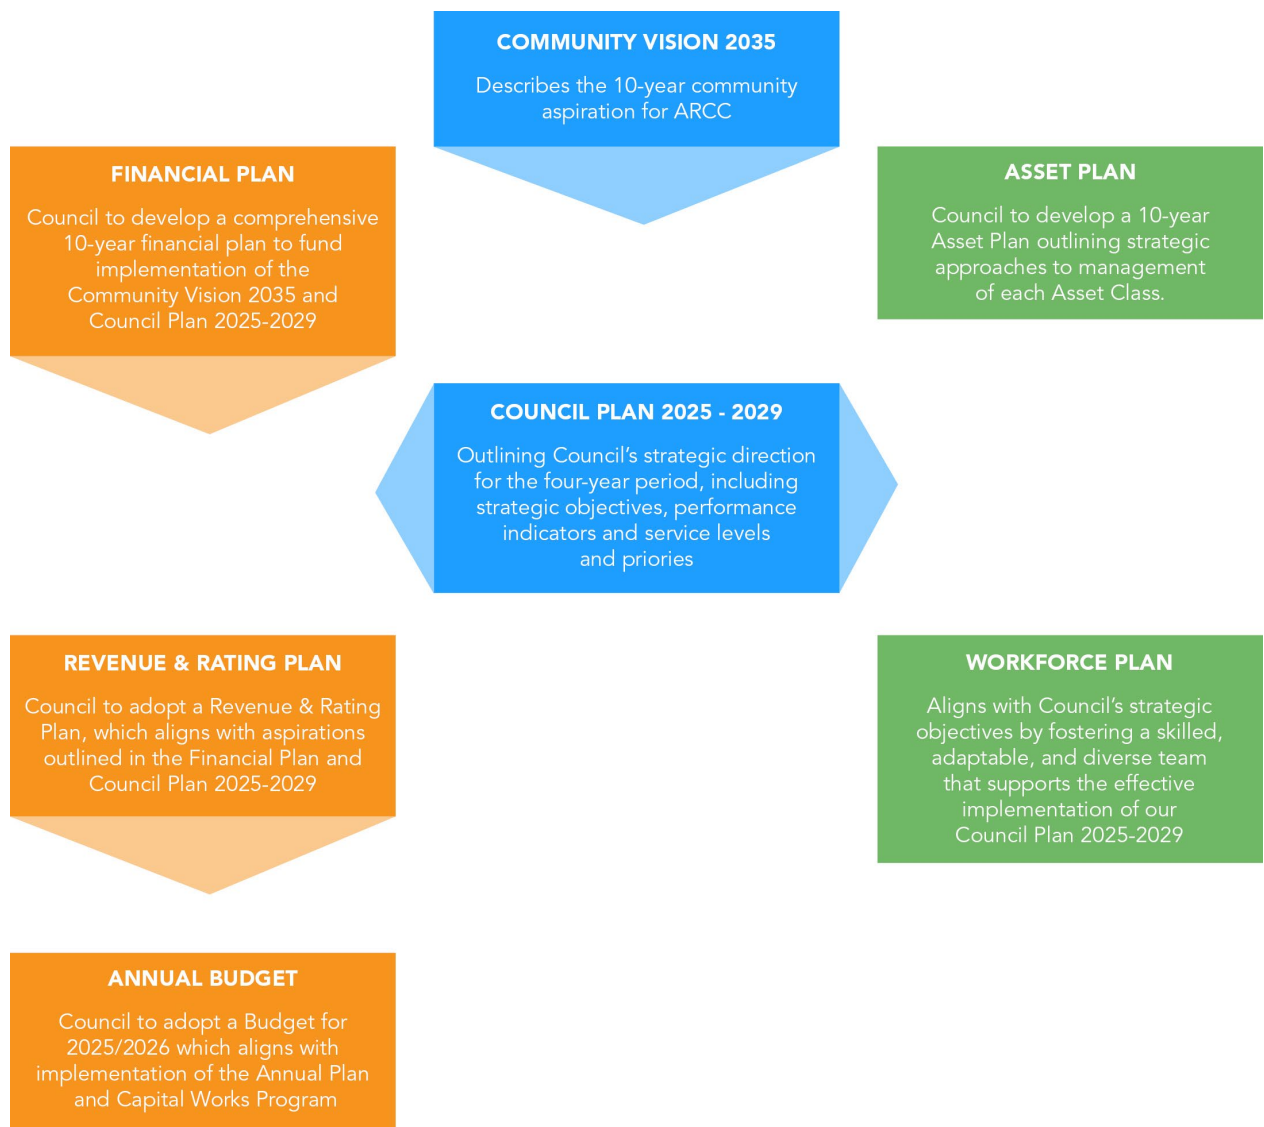 COMMUNITY VISION 2035
Describes the 10-year community
aspiration for ARCC
FINANCIAL PLAN
Council to develop a comprehensive
10-year financial plan to fund
implementation of the
Community Vision 2035 and
Council Plan 2025-2029
ASSET PLAN
Council to develop a 10-year
Asset Plan outlining strategic
approaches to management
of each Asset Class.
COUNCIL PLAN 2025 - 2029
Outlining Council’s strategic direction
for the four-year period, including
strategic objectives, performance
indicators and service levels
and priories
REVENUE & RATING PLAN
Council to adopt a Revenue & Rating
Plan, which aligns with aspirations
outlined in the Financial Plan and
Council Plan 2025-2029
WORKFORCE PLAN
Aligns with Council’s strategic
objectives by fostering a skilled,
adaptable, and diverse team
that supports the effective
implementation of our
Council Plan 2025-2029
ANNUAL BUDGET
Council to adopt a Budget for
2025/2026 which aligns with
implementation of the Annual Plan
and Capital Works Program